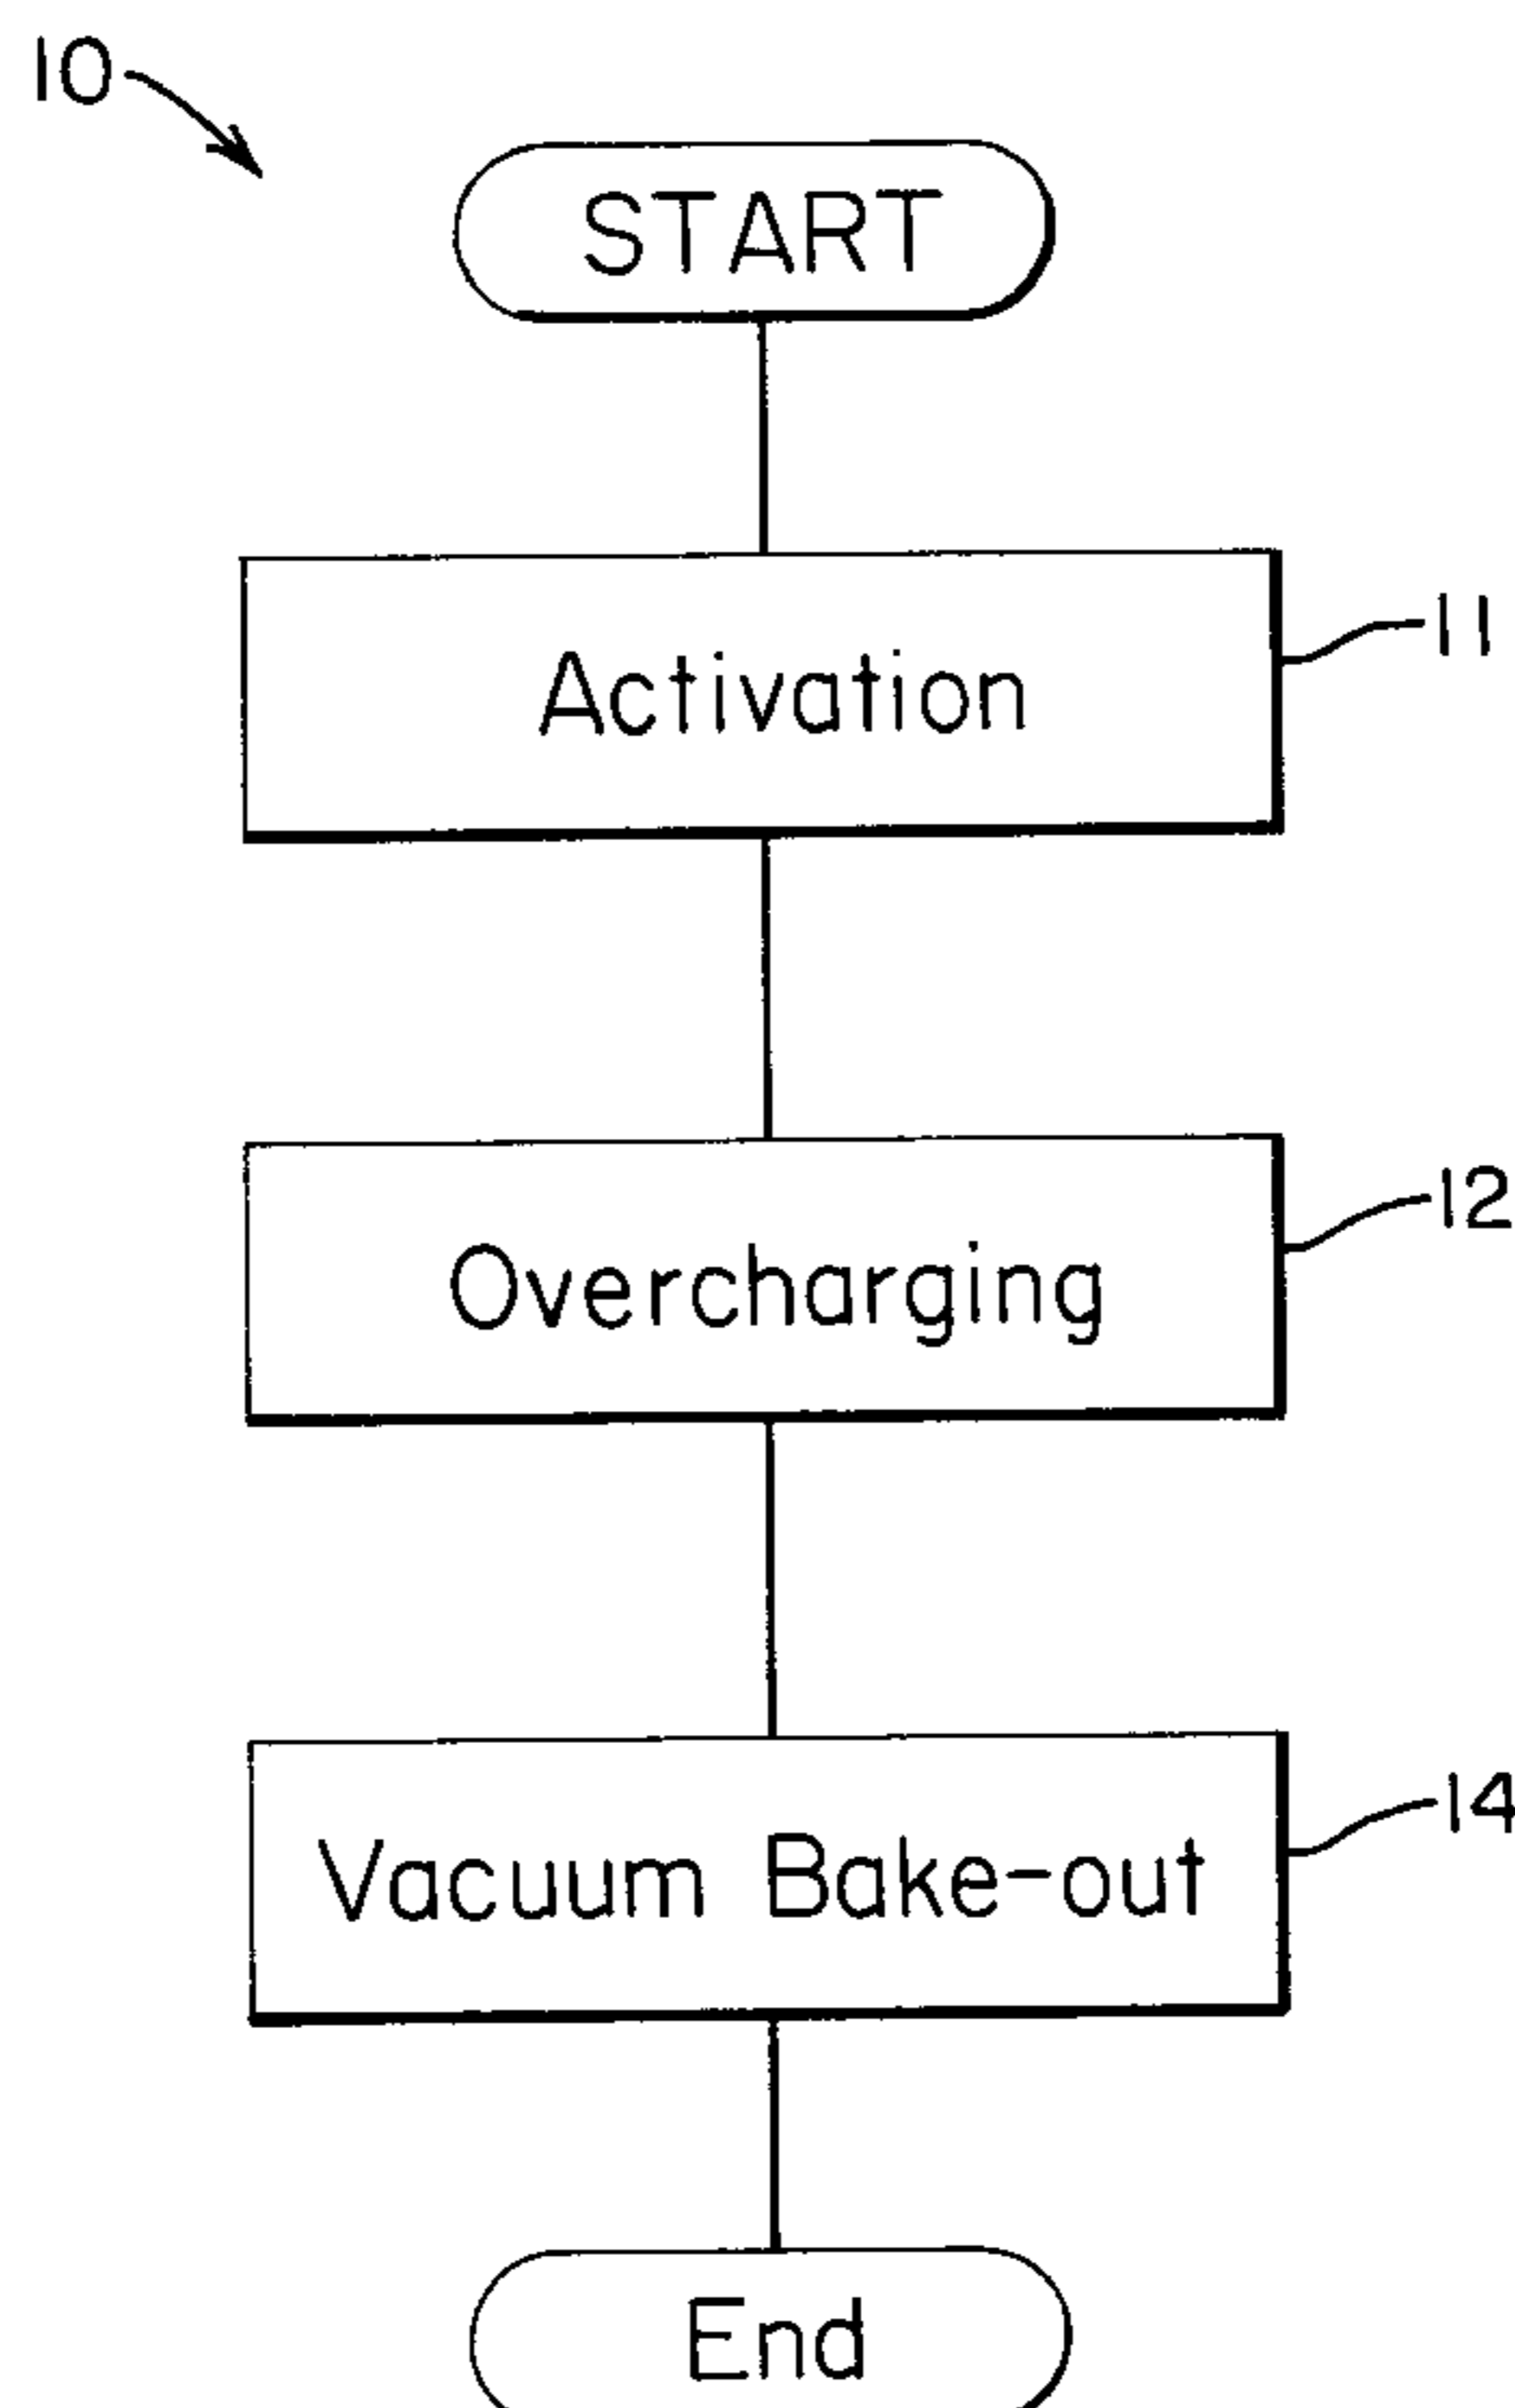 10
START
Activation
11
Overcharging
12
Vacuum Bake-out
14
End